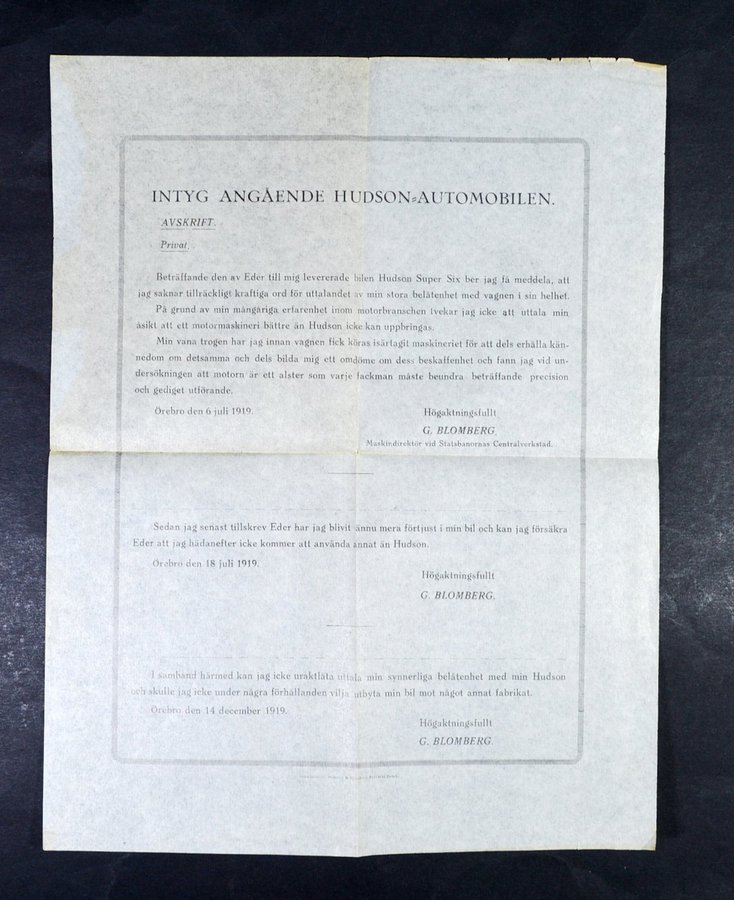 INTYG ANGÅENDE HUDSON-AUTOMOBILEN.
AVSKRIFT.
Privat.
Beträffande den av Eder till mig levererade bilen Hudson Super Six ber jag få meddela, att
jag saknar tillräckligt kraftiga ord för uttalandet av min stora belåtenhet med vagnen i sin helhet.
På grund av min mångåriga erfarenhet inom motorbranschen tvekar jag icke att uttala min
åsikt att ett motormaskineri bättre än Hudson icke kan uppbringas.
Min vana trogen har jag innan vagnen fick köras isärtagit maskineriet för att dels erhålla kän-
nedom om detsamma och dels bilda mig ett omdöme om dess beskaffenhet och fann jag vid un-
dersökningen att motorn är ett alster som varje fackman måste beundra beträffande precision
och gediget utförande.
Örebro den 6 juli 1919.
Högaktningsfullt
G. BLOMBERG.
Maskindirektör vid Statsbanornas Centralverkstad.
Sedan jag senast tillskrev Eder har jag blivit ännu mera förtjust i min bil och kan jag försäkra
Eder att jag hädanefter icke kommer att använda annat än Hudson.
Örebro den 18 juli 1919.
Högaktningsfullt
G. BLOMBERG.
I samband härmed kan jag icke uraktlåta uttala min synnerliga belåtenhet med min Hudson
och skulle jag icke under några förhållanden vilja utbyta min bil mot något annat fabrikat.
Örebro den 14 december 1919.
Högaktningsfullt
G. BLOMBERG.